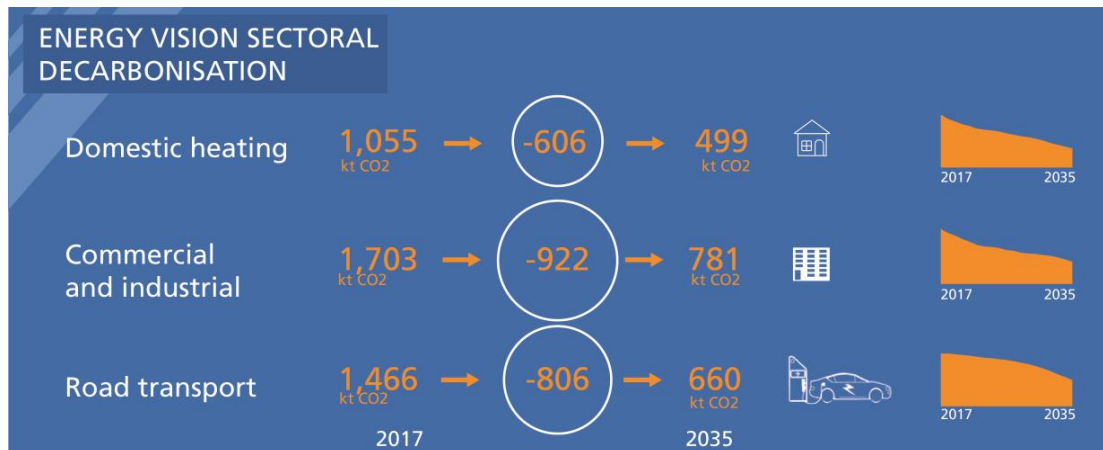 ENERGY VISION SECTORAL
DECARBONISATION
Domestic heating
1,055
kt CO2
-606
499
kt CO2
2017 2035
Commercial
and industrial
1,703
kt CO2
-922
781
kt CO2
2017 2035
Road transport
1,466
kt CO2
-806
660
kt CO2
2017 2035
2017 2035